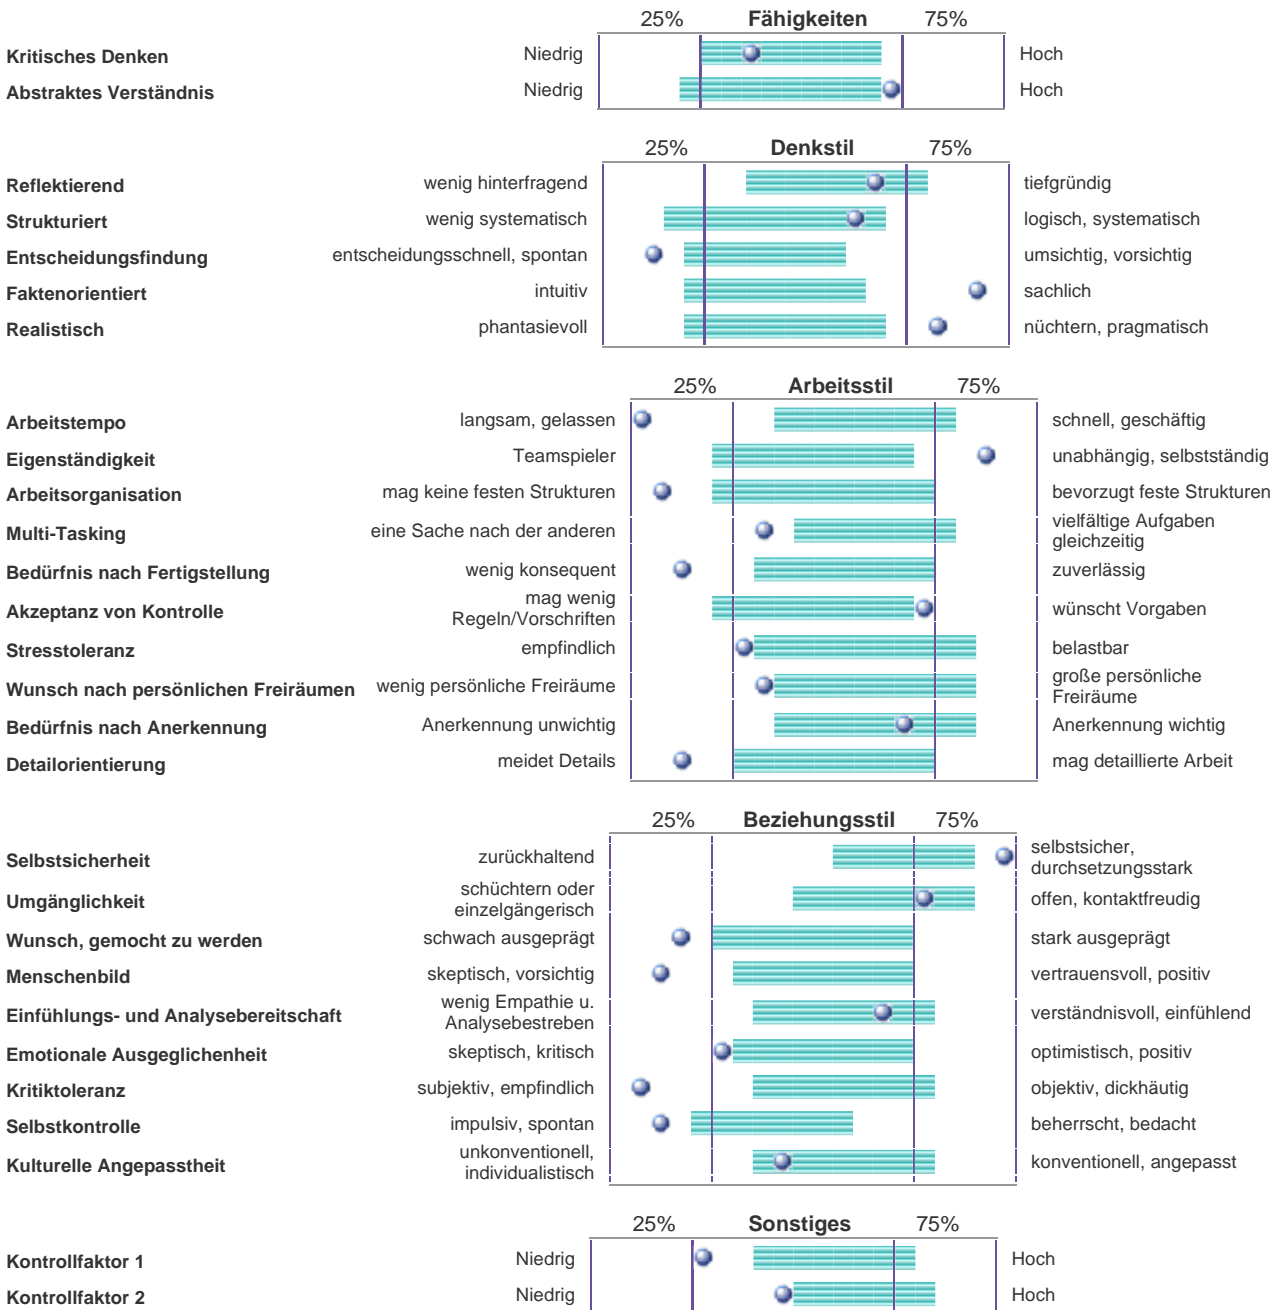 25% Fähigkeiten 75%
Kritisches Denken Niedrig Hoch
Abstraktes Verständnis Niedrig Hoch
25% Denkstil 75%
Reflektierend wenig hinterfragend tiefgründig
Strukturiert wenig systematisch logisch, systematisch
Entscheidungsfindung entscheidungsschnell, spontan umsichtig, vorsichtig
Faktenorientiert intuitiv sachlich
Realistisch phantasievoll nüchtern, pragmatisch
25% Arbeitsstil 75%
Arbeitstempo langsam, gelassen schnell, geschäftig
Eigenständigkeit Teamspieler unabhängig, selbstständig
Arbeitsorganisation mag keine festen Strukturen bevorzugt feste Strukturen
Multi-Tasking eine Sache nach der anderen vielfältige Aufgaben
gleichzeitig
Bedürfnis nach Fertigstellung wenig konsequent zuverlässig
Akzeptanz von Kontrolle mag wenig
Regeln/Vorschriften wünscht Vorgaben
Stresstoleranz empfindlich belastbar
Wunsch nach persönlichen Freiräumen wenig persönliche Freiräume große persönliche
Freiräume
Bedürfnis nach Anerkennung Anerkennung unwichtig Anerkennung wichtig
Detailorientierung meidet Details mag detaillierte Arbeit
25% Beziehungsstil 75%
Selbstsicherheit zurückhaltend selbstsicher,
durchsetzungsstark
Umgänglichkeit schüchtern oder
einzelgängerisch offen, kontaktfreudig
Wunsch, gemocht zu werden schwach ausgeprägt stark ausgeprägt
Menschenbild skeptisch, vorsichtig vertrauensvoll, positiv
Einfühlungs- und Analysebereitschaft wenig Empathie u.
Analysebestreben verständnisvoll, einfühlend
Emotionale Ausgeglichenheit skeptisch, kritisch optimistisch, positiv
Kritiktoleranz subjektiv, empfindlich objektiv, dickhäutig
Selbstkontrolle impulsiv, spontan beherrscht, bedacht
Kulturelle Angepasstheit unkonventionell,
individualistisch konventionell, angepasst
25% Sonstiges 75%
Kontrollfaktor 1 Niedrig Hoch
Kontrollfaktor 2 Niedrig Hoch